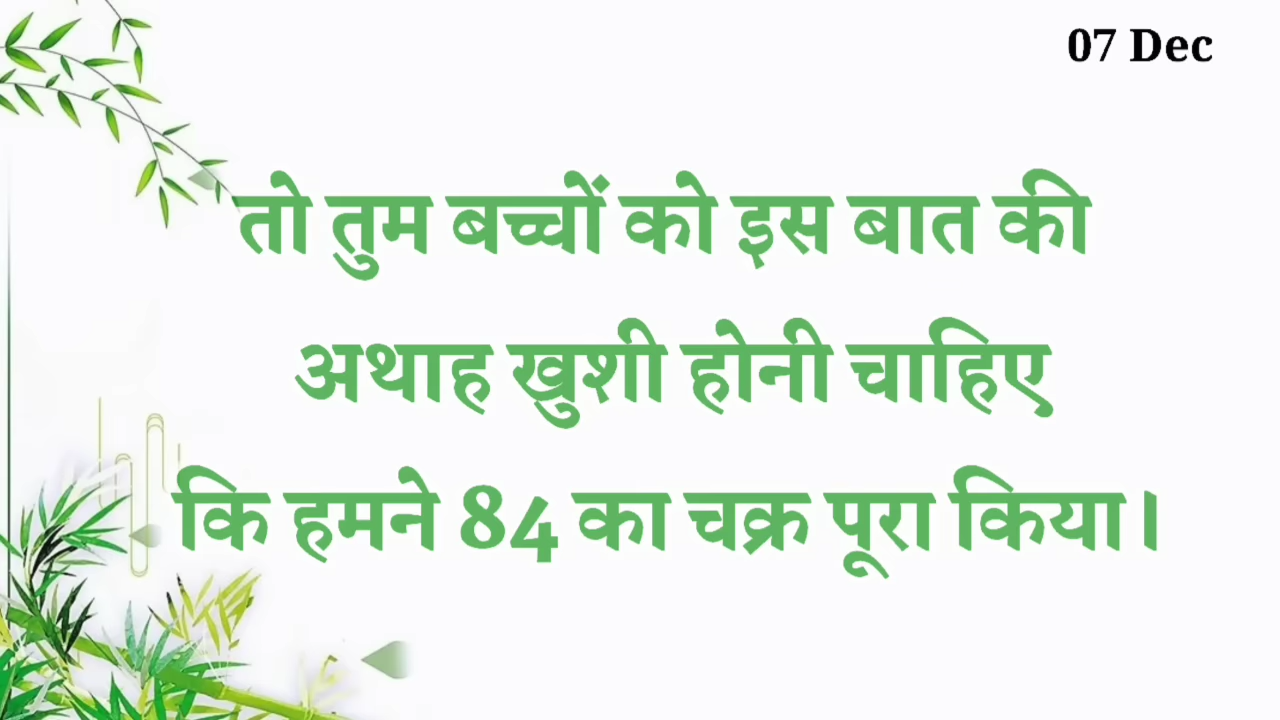 07 Dec
तो तुम बच्चों को इस बात की
अथाह खुशी होनी चाहिए
कि हमने 84 का चक्र पूरा किया।